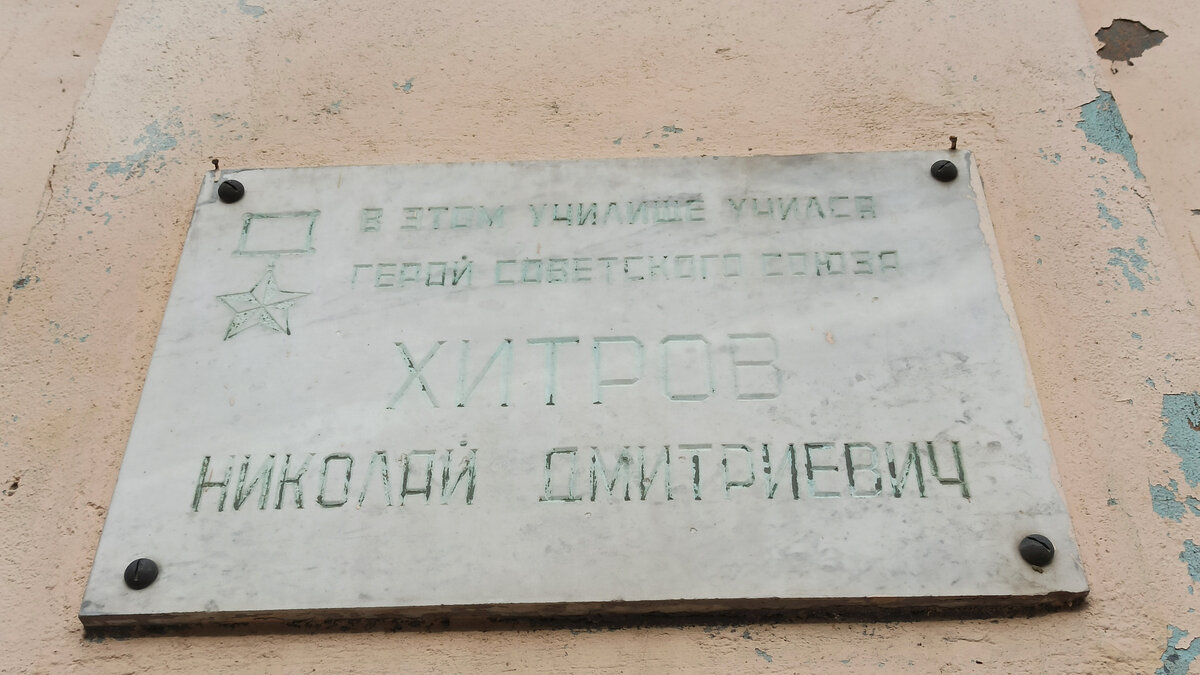 В ЭТОМ УЧИЛИЩЕ УЧИЛСЯ
ГЕРОЙ СОВЕТСКОГО СОЮЗА
ХИТРОВ
НИКОЛАЙ ДМИТРИЕВИЧ